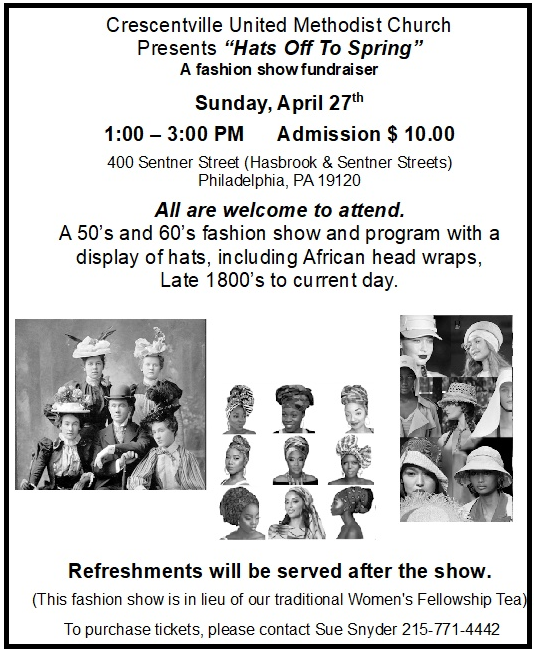 Crescentville United Methodist Church
Presents “Hats Off To Spring”
A fashion show fundraiser
Sunday, April 27th
1:00 – 3:00 PM Admission $ 10.00
400 Sentner Street (Hasbrook & Sentner Streets)
Philadelphia, PA 19120
All are welcome to attend.
A 50’s and 60’s fashion show and program with a
display of hats, including African head wraps,
Late 1800’s to current day.
Refreshments will be served after the show.
(This fashion show is in lieu of our traditional Women's Fellowship Tea)
To purchase tickets, please contact Sue Snyder 215-771-4442